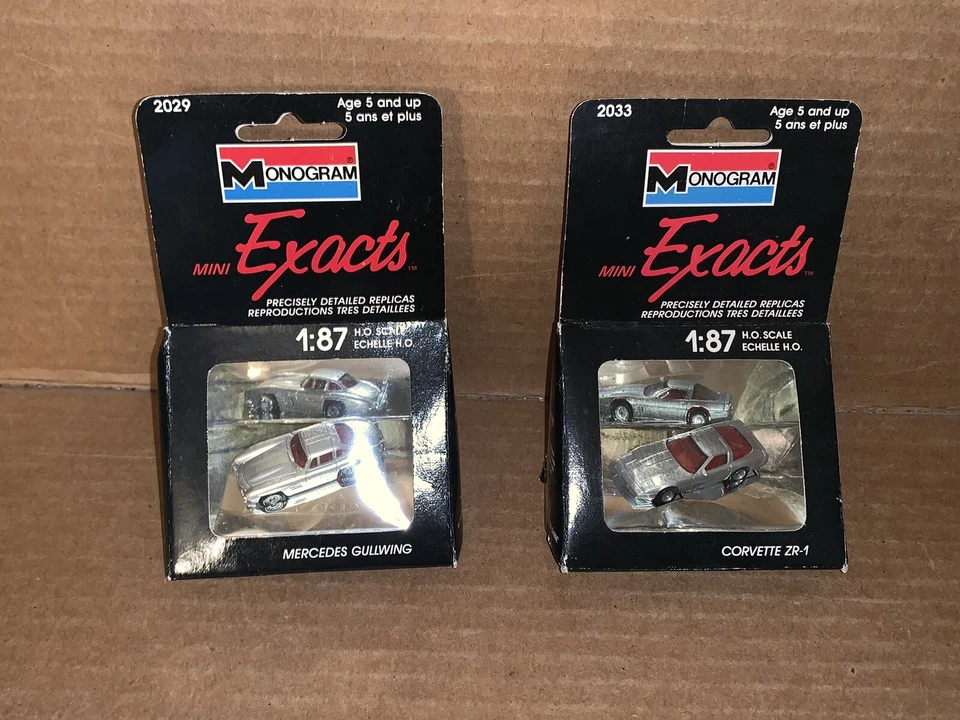 2029
Age 5 and up
5 ans et plus
MONOGRAM®
MINI Exacts™
PRECISELY DETAILED REPLICAS
REPRODUCTIONS TRES DETAILLEES
1:87 H.O. SCALE
ECHELLE H.O.
MERCEDES GULLWING
2033
Age 5 and up
5 ans et plus
MONOGRAM®
MINI Exacts™
PRECISELY DETAILED REPLICAS
REPRODUCTIONS TRES DETAILLEES
1:87 H.O. SCALE
ECHELLE H.O.
CORVETTE ZR-1